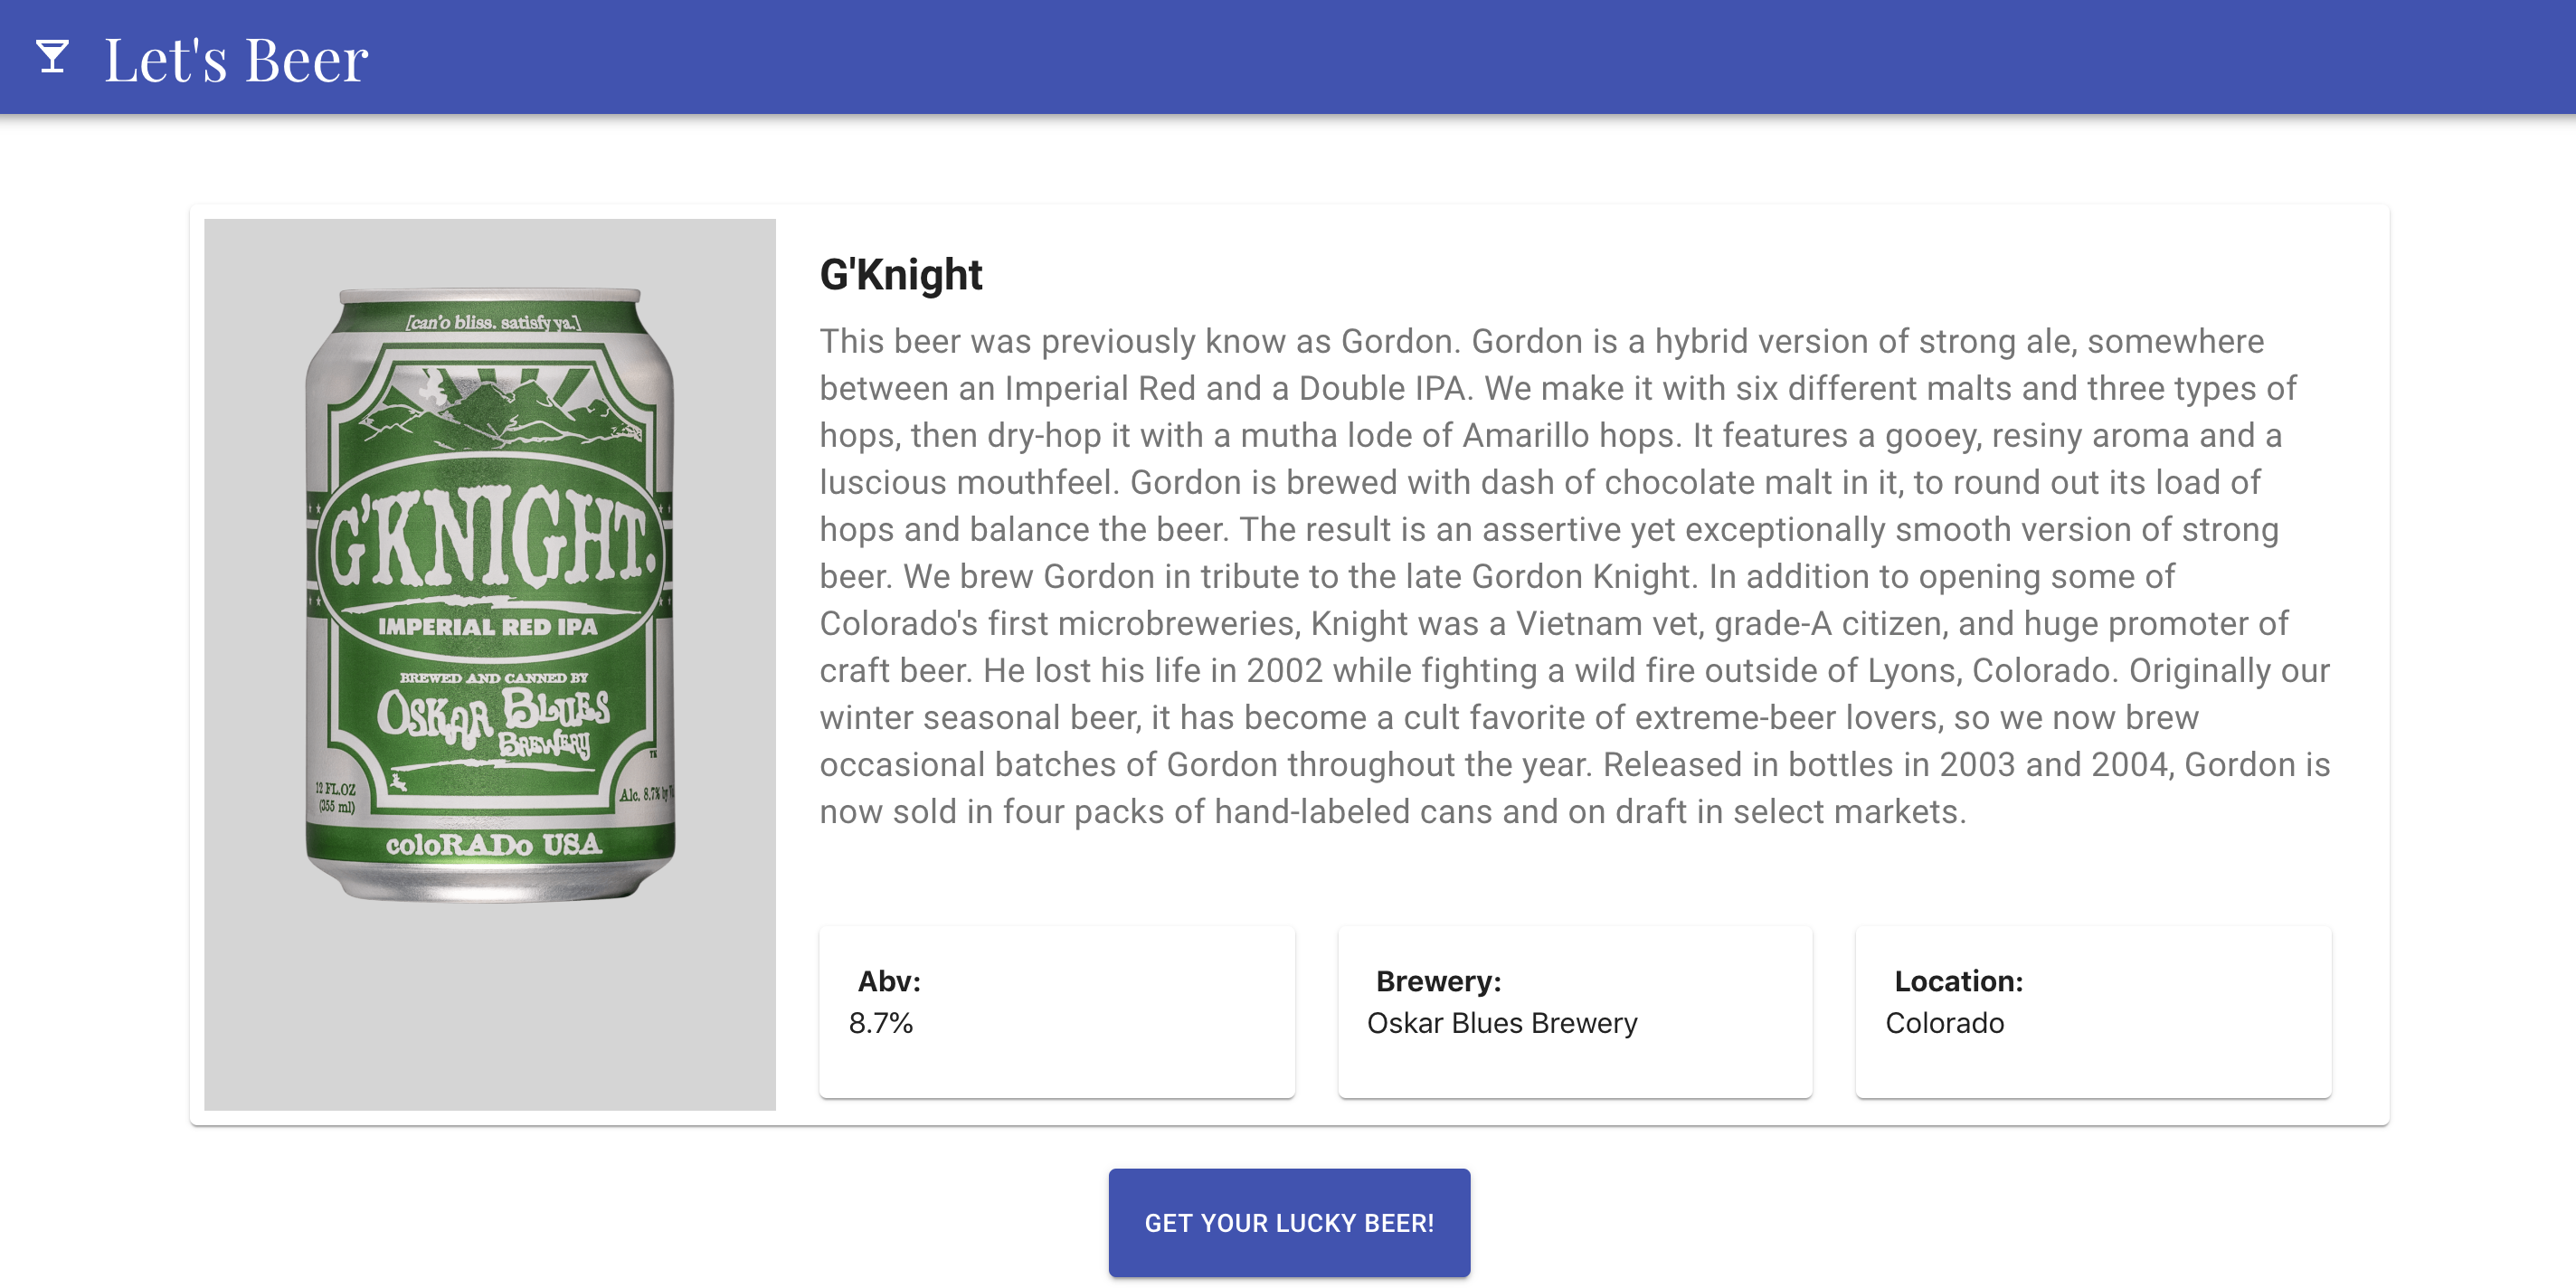 Let's Beer
[can'o bliss. satisfy ya.]
G'KNIGHT.
IMPERIAL RED IPA
BREWED AND CANNED BY
OSKAR BLUES
BREWERY
TM
12 FL.OZ
(355 ml)
Alc. 8.7% by
coloRADo USA
G'Knight
This beer was previously know as Gordon. Gordon is a hybrid version of strong ale, somewhere
between an Imperial Red and a Double IPA. We make it with six different malts and three types of
hops, then dry-hop it with a mutha lode of Amarillo hops. It features a gooey, resiny aroma and a
luscious mouthfeel. Gordon is brewed with dash of chocolate malt in it, to round out its load of
hops and balance the beer. The result is an assertive yet exceptionally smooth version of strong
beer. We brew Gordon in tribute to the late Gordon Knight. In addition to opening some of
Colorado's first microbreweries, Knight was a Vietnam vet, grade-A citizen, and huge promoter of
craft beer. He lost his life in 2002 while fighting a wild fire outside of Lyons, Colorado. Originally our
winter seasonal beer, it has become a cult favorite of extreme-beer lovers, so we now brew
occasional batches of Gordon throughout the year. Released in bottles in 2003 and 2004, Gordon is
now sold in four packs of hand-labeled cans and on draft in select markets.
Abv:
8.7%
Brewery:
Oskar Blues Brewery
Location:
Colorado
GET YOUR LUCKY BEER!